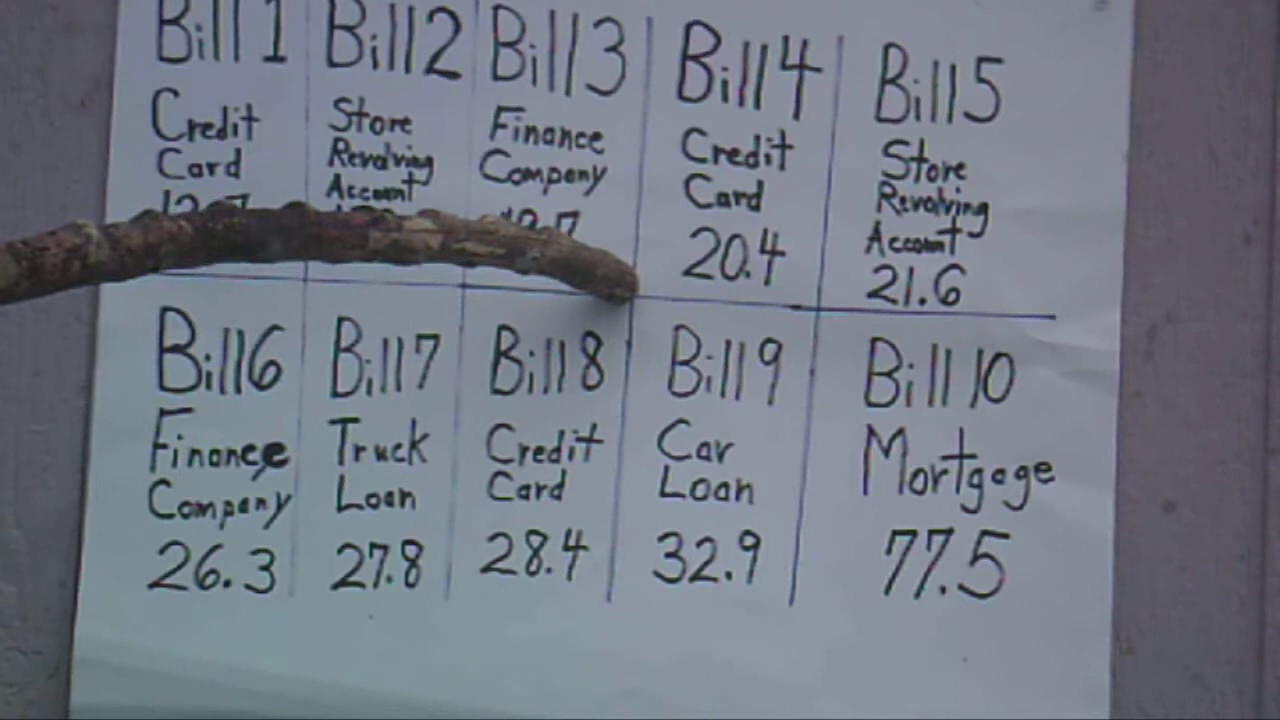 Bill 1
Credit
Card
Bill 2
Store
Revolving
Account
Bill 3
Finance
Company
Bill 4
Credit
Card
20.4
Bill 5
Store
Revolving
Account
21.6
Bill 6
Finance
Company
26.3
Bill 7
Truck
Loan
27.8
Bill 8
Credit
Card
28.4
Bill 9
Car
Loan
32.9
Bill 10
Mortgage
77.5